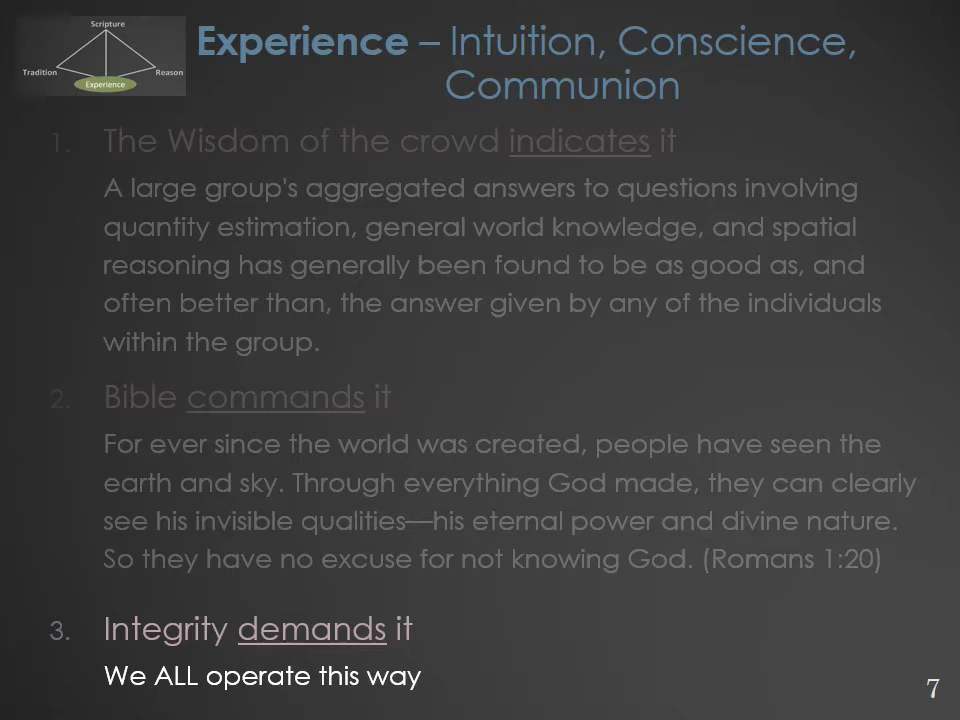 Scripture
Tradition
Reason
Experience
Experience – Intuition, Conscience,
Communion
1. The Wisdom of the crowd indicates it
A large group's aggregated answers to questions involving
quantity estimation, general world knowledge, and spatial
reasoning has generally been found to be as good as, and
often better than, the answer given by any of the individuals
within the group.
2. Bible commands it
For ever since the world was created, people have seen the
earth and sky. Through everything God made, they can clearly
see his invisible qualities—his eternal power and divine nature.
So they have no excuse for not knowing God. (Romans 1:20)
3. Integrity demands it
We ALL operate this way
7